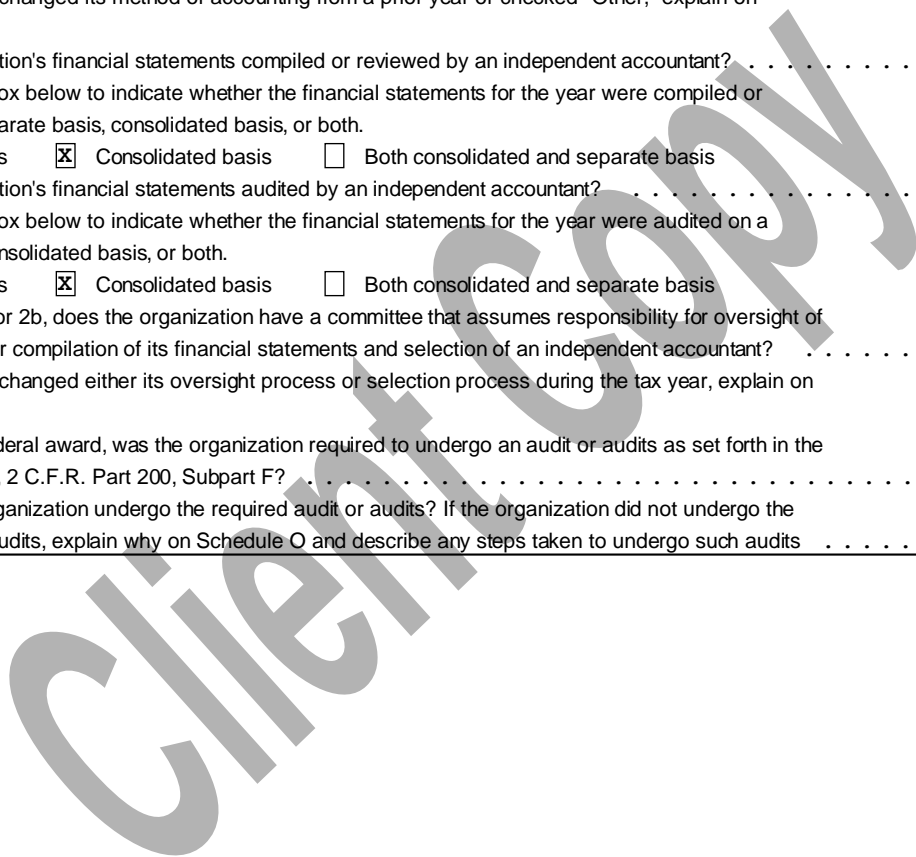 changed its method of accounting from a prior year or checked "Other," explain on
tion's financial statements compiled or reviewed by an independent accountant? . . . . . . . . .
ox below to indicate whether the financial statements for the year were compiled or
arate basis, consolidated basis, or both.
s X Consolidated basis Both consolidated and separate basis
tion's financial statements audited by an independent accountant? . . . . . . . . . . . . . . .
ox below to indicate whether the financial statements for the year were audited on a
nsolidated basis, or both.
s X Consolidated basis Both consolidated and separate basis
or 2b, does the organization have a committee that assumes responsibility for oversight of
r compilation of its financial statements and selection of an independent accountant? . . . . . .
changed either its oversight process or selection process during the tax year, explain on
deral award, was the organization required to undergo an audit or audits as set forth in the
2 C.F.R. Part 200, Subpart F? . . . . . . . . . . . . . . . . . . . . . . . . . . . . . . .
ganization undergo the required audit or audits? If the organization did not undergo the
udits, explain why on Schedule O and describe any steps taken to undergo such audits . . . . .
Client Copy